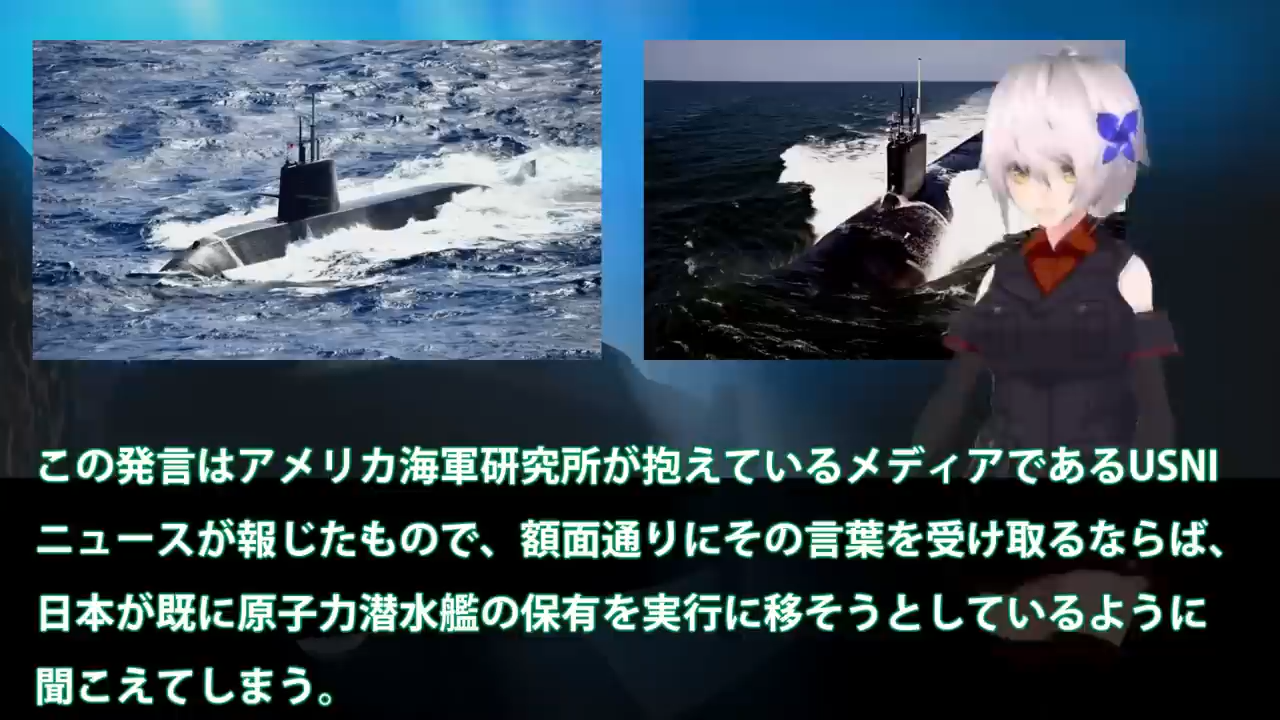 この発言はアメリカ海軍研究所が抱えているメディアであるUSNI
ニュースが報じたもので、額面通りにその言葉を受け取るならば、
日本が既に原子力潜水艦の保有を実行に移そうとしているように
聞こえてしまう。